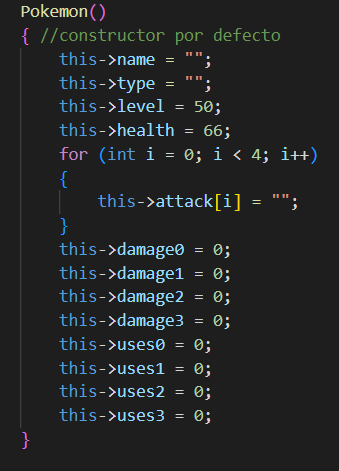 Pokemon()
{ //constructor por defecto
    this->name = "";
    this->type = "";
    this->level = 50;
    this->health = 66;
    for (int i = 0; i < 4; i++)
    {
        this->attack[i] = "";
    }
    this->damage0 = 0;
    this->damage1 = 0;
    this->damage2 = 0;
    this->damage3 = 0;
    this->uses0 = 0;
    this->uses1 = 0;
    this->uses2 = 0;
    this->uses3 = 0;
}